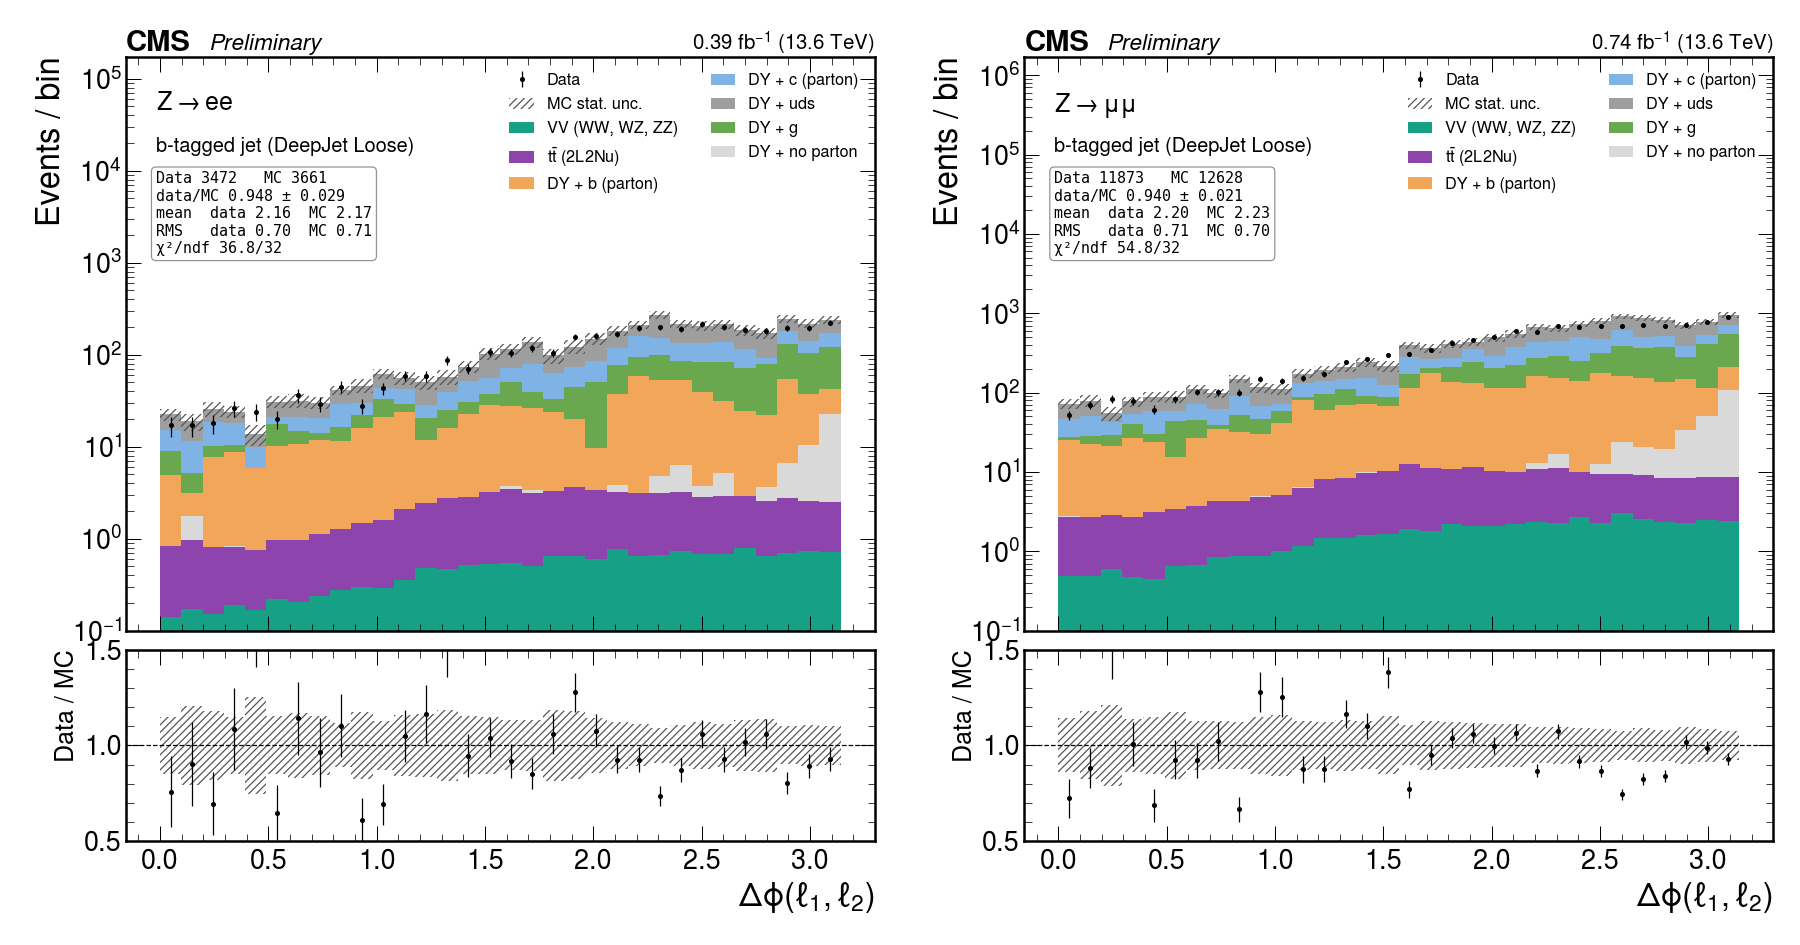 CMS Preliminary 0.39 fb⁻¹ (13.6 TeV)
Events / bin
10⁵
10⁴
10³
10²
10¹
10⁰
10⁻¹
Z → ee
b-tagged jet (DeepJet Loose)
Data 3472 MC 3661
data/MC 0.948 ± 0.029
mean data 2.16 MC 2.17
RMS data 0.70 MC 0.71
χ²/ndf 36.8/32
Data
MC stat. unc.
VV (WW, WZ, ZZ)
tt̄ (2L2Nu)
DY + b (parton)
DY + c (parton)
DY + uds
DY + g
DY + no parton
Data / MC
1.5
1.0
0.5
0.0 0.5 1.0 1.5 2.0 2.5 3.0
Δϕ(ℓ₁, ℓ₂)
CMS Preliminary 0.74 fb⁻¹ (13.6 TeV)
Events / bin
10⁶
10⁵
10⁴
10³
10²
10¹
10⁰
10⁻¹
Z → μμ
b-tagged jet (DeepJet Loose)
Data 11873 MC 12628
data/MC 0.940 ± 0.021
mean data 2.20 MC 2.23
RMS data 0.71 MC 0.70
χ²/ndf 54.8/32
Data
MC stat. unc.
VV (WW, WZ, ZZ)
tt̄ (2L2Nu)
DY + b (parton)
DY + c (parton)
DY + uds
DY + g
DY + no parton
Data / MC
1.5
1.0
0.5
0.0 0.5 1.0 1.5 2.0 2.5 3.0
Δϕ(ℓ₁, ℓ₂)